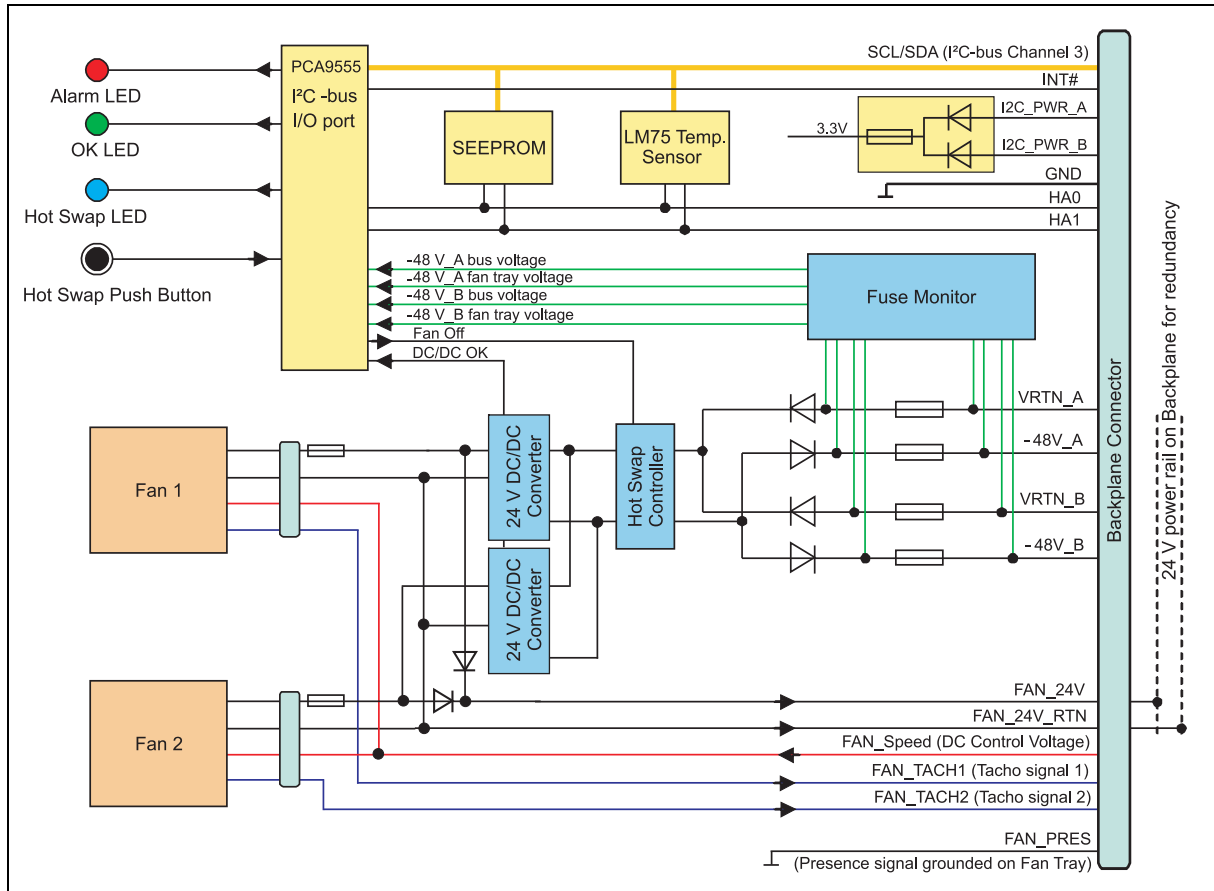 SCL/SDA (I²C-bus Channel 3)
PCA9555
I²C -bus
I/O port
INT#
Alarm LED
OK LED
Hot Swap LED
Hot Swap Push Button
SEEPROM
LM75 Temp.
Sensor
3.3V
I2C_PWR_A
I2C_PWR_B
GND
HA0
HA1
-48 V_A bus voltage
-48 V_A fan tray voltage
-48 V_B bus voltage
-48 V_B fan tray voltage
Fan Off
DC/DC OK
Fuse Monitor
VRTN_A
-48V_A
VRTN_B
-48V_B
Fan 1
24 V DC/DC
Converter
24 V DC/DC
Converter
Hot Swap
Controller
Backplane Connector
24 V power rail on Backplane for redundancy
Fan 2
FAN_24V
FAN_24V_RTN
FAN_Speed (DC Control Voltage)
FAN_TACH1 (Tacho signal 1)
FAN_TACH2 (Tacho signal 2)
FAN_PRES
(Presence signal grounded on Fan Tray)